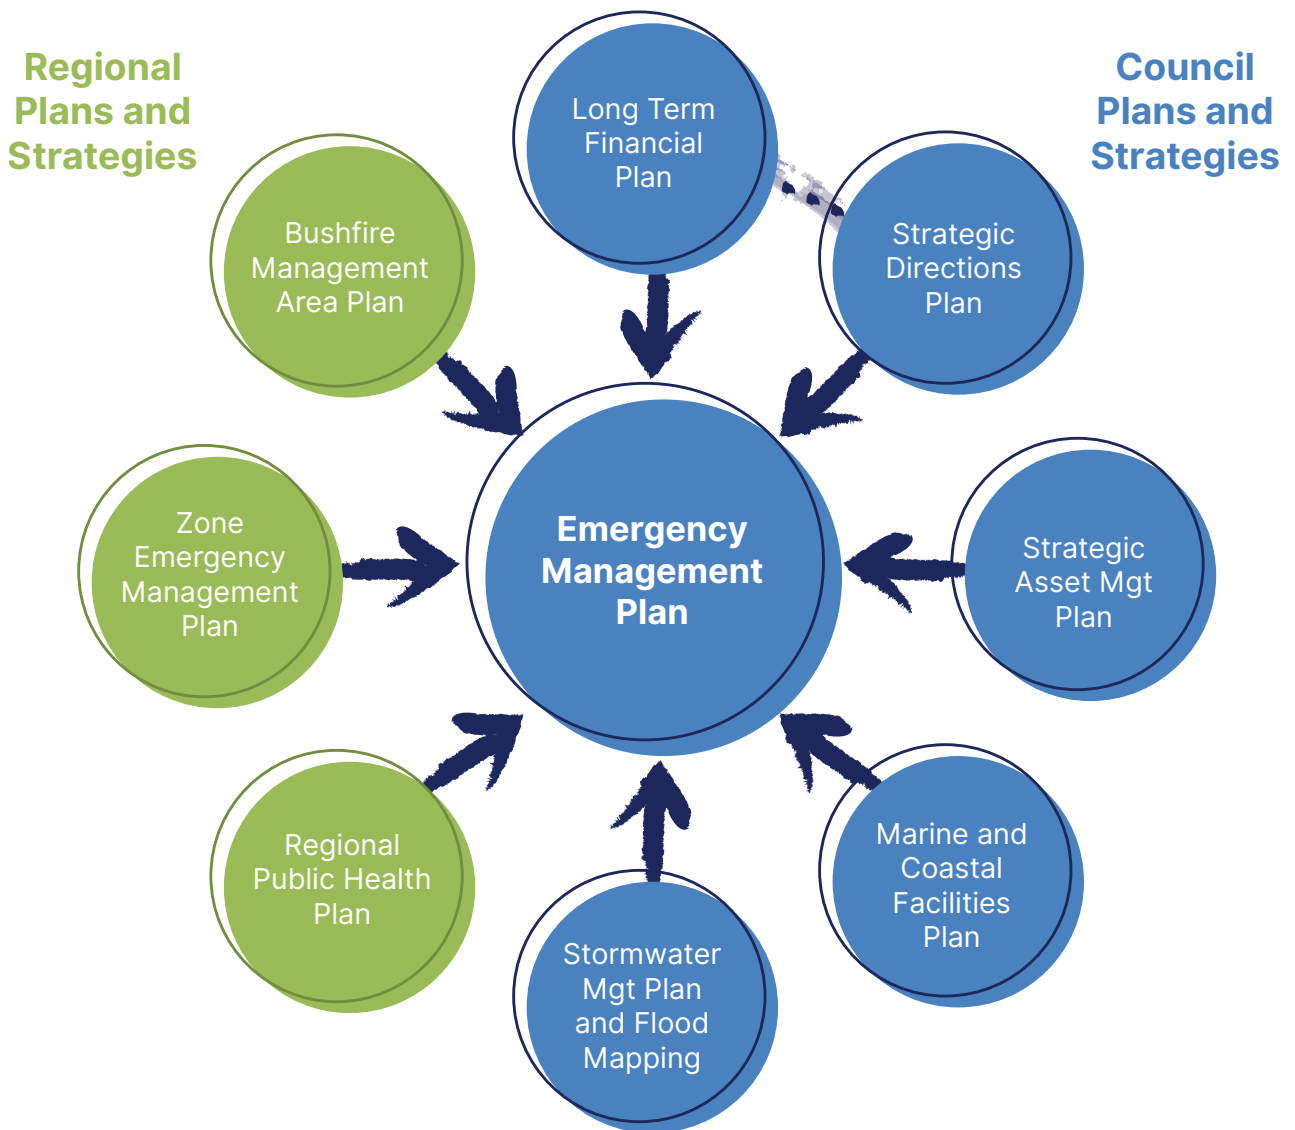 Regional
Plans and
Strategies
Council
Plans and
Strategies
Long Term
Financial
Plan
Strategic
Directions
Plan
Bushfire
Management
Area Plan
Emergency
Management
Plan
Zone
Emergency
Management
Plan
Strategic
Asset Mgt
Plan
Regional
Public Health
Plan
Marine and
Coastal
Facilities
Plan
Stormwater
Mgt Plan
and Flood
Mapping